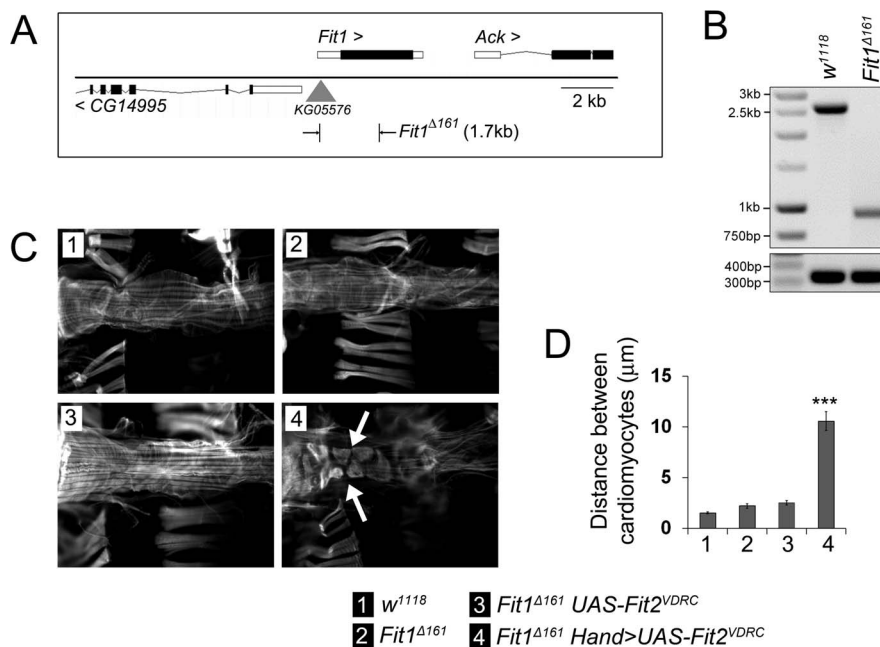 A
Fit1 >
Ack >
< CG14995
KG05576
2 kb
Fit1Δ161 (1.7kb)
B
w1118
Fit1Δ161
3kb
2.5kb
1kb
750bp
400bp
300bp
C
1
2
3
4
D
Distance between
cardiomyocytes (μm)
15
10
5
0
***
1
2
3
4
1 w1118
2 Fit1Δ161
3 Fit1Δ161 UAS-Fit2VDRC
4 Fit1Δ161 Hand>UAS-Fit2VDRC